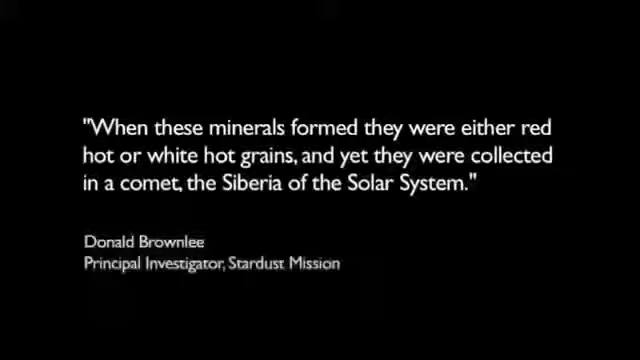 "When these minerals formed they were either red
hot or white hot grains, and yet they were collected
in a comet, the Siberia of the Solar System."
Donald Brownlee
Principal Investigator, Stardust Mission